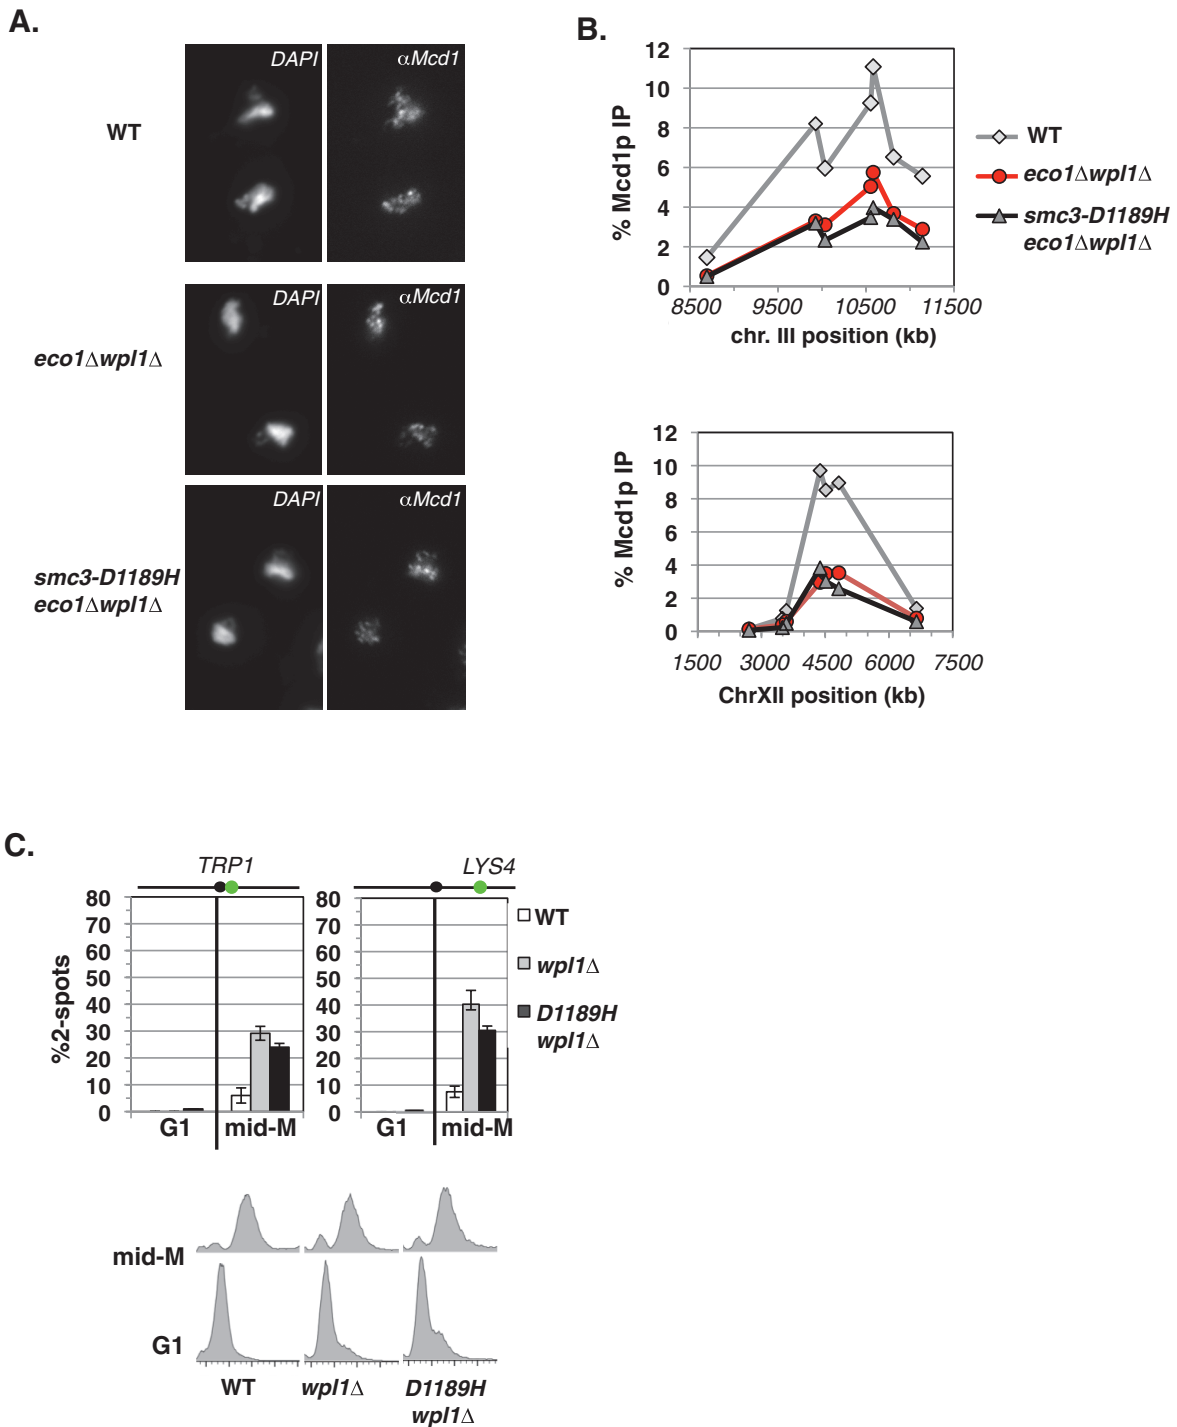 A.
DAPI
αMcd1
WT
DAPI
αMcd1
eco1Δwpl1Δ
DAPI
αMcd1
smc3-D1189H
eco1Δwpl1Δ
B.
12
10
8
6
4
2
0
% Mcd1p IP
8500 9500 10500 11500
chr. III position (kb)
WT
eco1Δwpl1Δ
smc3-D1189H
eco1Δwpl1Δ
12
10
8
6
4
2
0
% Mcd1p IP
1500 3000 4500 6000 7500
ChrXII position (kb)
C.
TRP1
80
70
60
50
40
30
20
10
0
%2-spots
G1 mid-M
LYS4
80
70
60
50
40
30
20
10
0
G1 mid-M
WT
wpl1Δ
D1189H
wpl1Δ
mid-M
G1
WT
wpl1Δ
D1189H
wpl1Δ